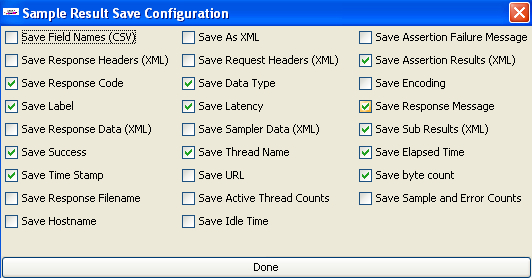 Sample Result Save Configuration
Save Field Names (CSV) Save As XML Save Assertion Failure Message
Save Response Headers (XML) Save Request Headers (XML) Save Assertion Results (XML)
Save Response Code Save Data Type Save Encoding
Save Label Save Latency Save Response Message
Save Response Data (XML) Save Sampler Data (XML) Save Sub Results (XML)
Save Success Save Thread Name Save Elapsed Time
Save Time Stamp Save URL Save byte count
Save Response Filename Save Active Thread Counts Save Sample and Error Counts
Save Hostname Save Idle Time
Done